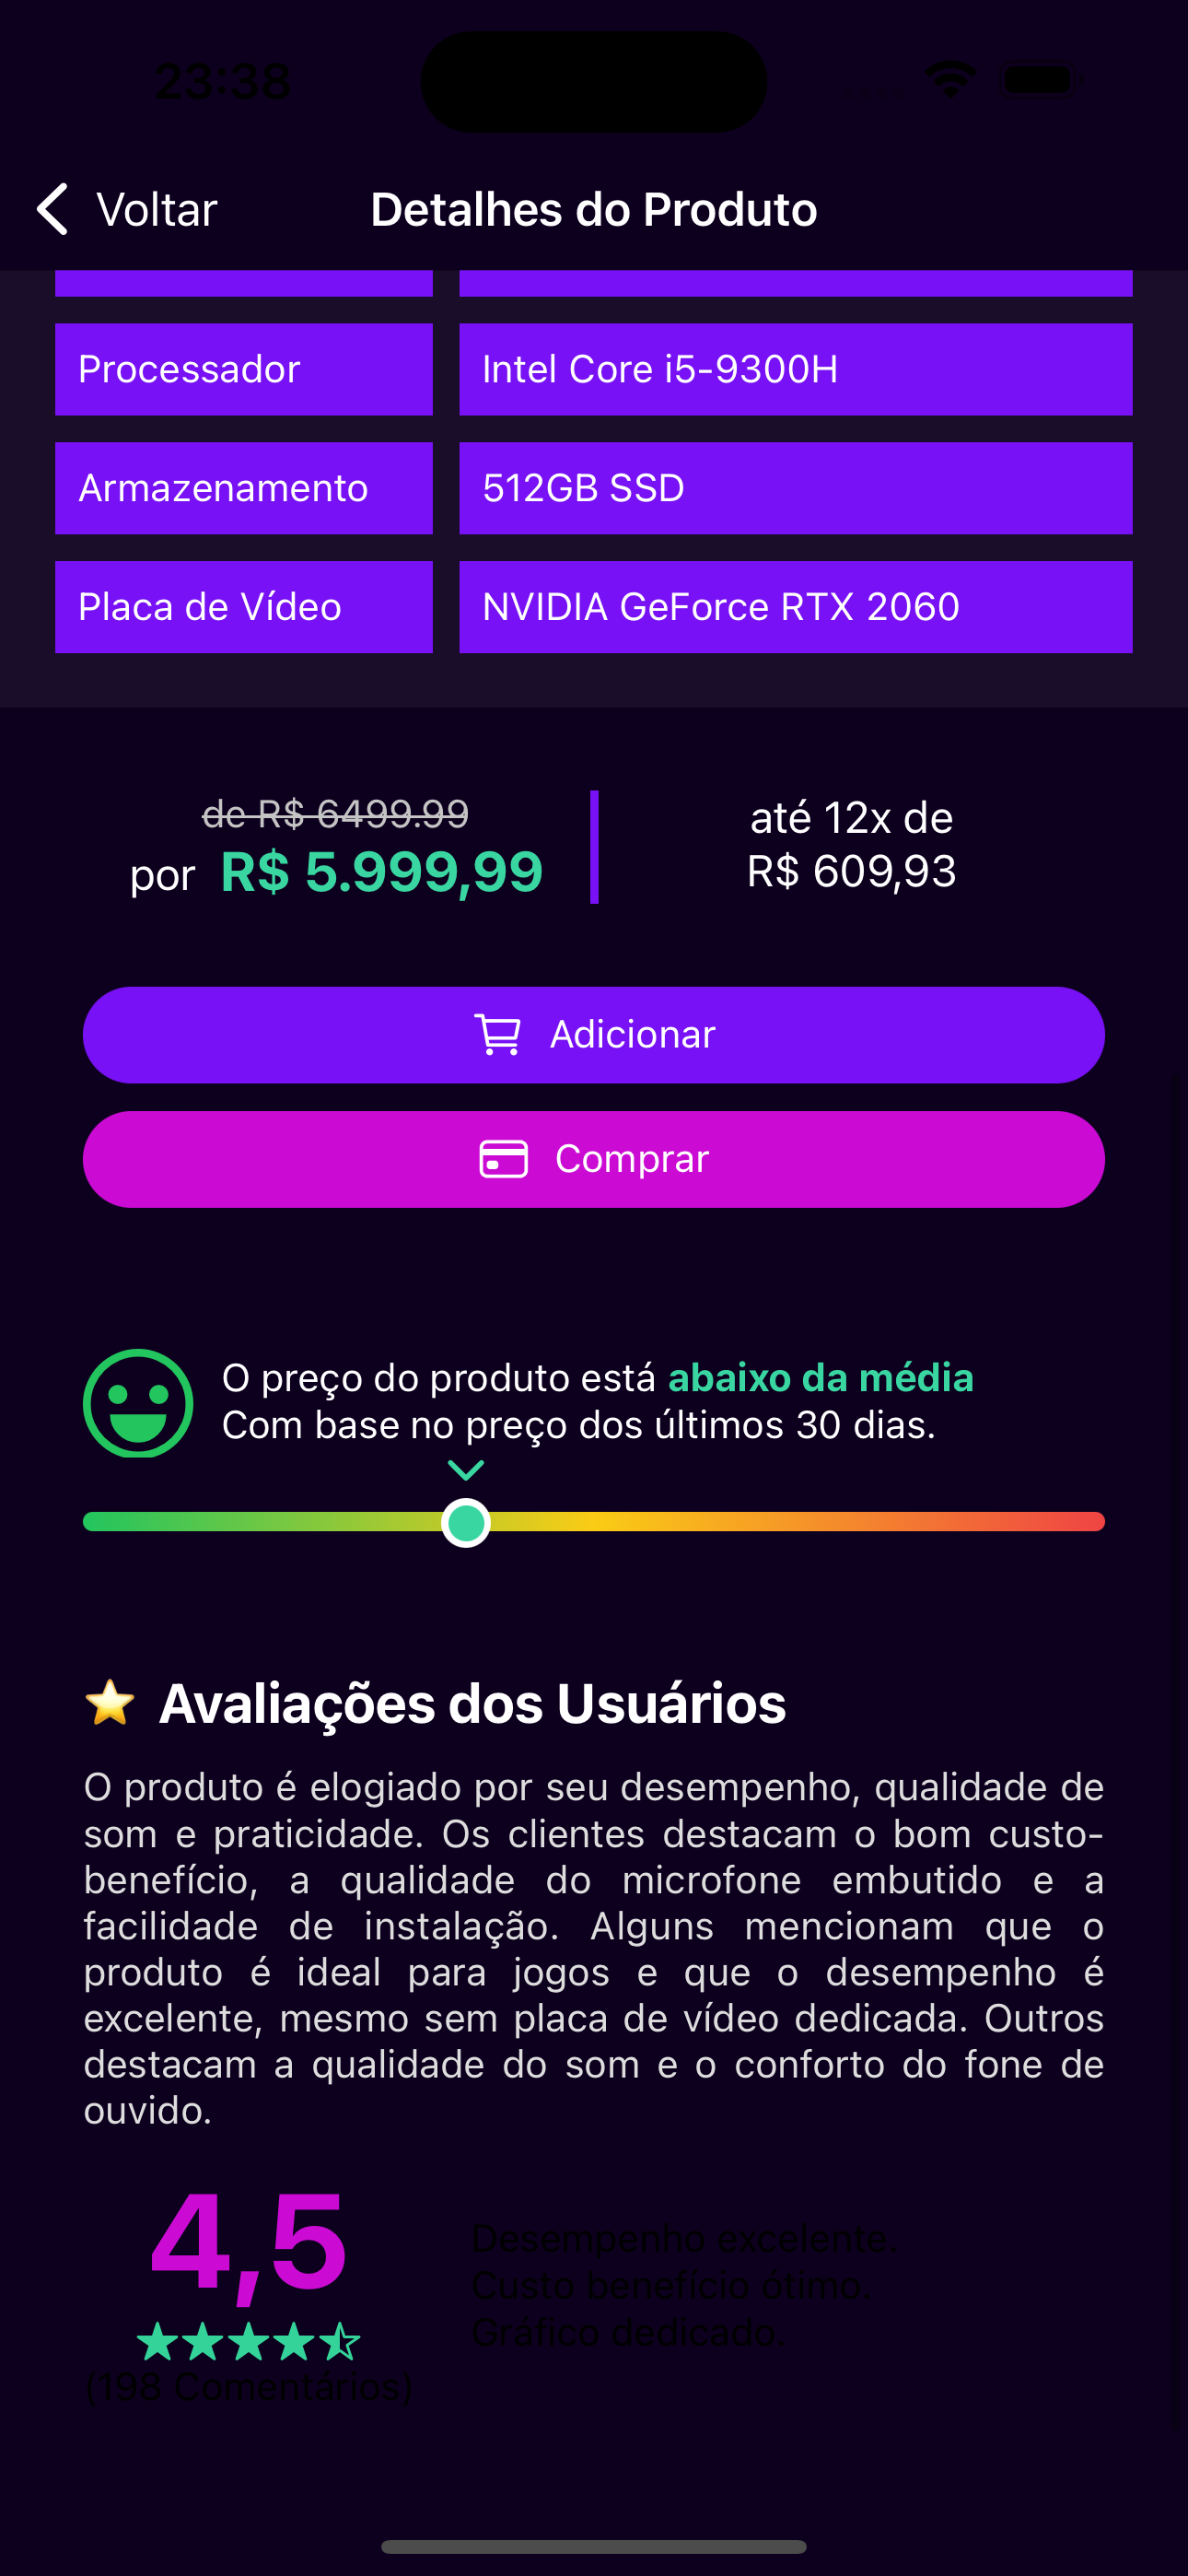 23:38
Voltar
Detalhes do Produto
Processador
Intel Core i5-9300H
Armazenamento
512GB SSD
Placa de Vídeo
NVIDIA GeForce RTX 2060
de R$ 6499.99
por R$ 5.999,99
até 12x de
R$ 609,93
Adicionar
Comprar
O preço do produto está abaixo da média
Com base no preço dos últimos 30 dias.
Avaliações dos Usuários
O produto é elogiado por seu desempenho, qualidade de
som e praticidade. Os clientes destacam o bom custo-
benefício, a qualidade do microfone embutido e a
facilidade de instalação. Alguns mencionam que o
produto é ideal para jogos e que o desempenho é
excelente, mesmo sem placa de vídeo dedicada. Outros
destacam a qualidade do som e o conforto do fone de
ouvido.
4,5
(198 Comentários)
Desempenho excelente.
Custo benefício ótimo.
Gráfico dedicado.